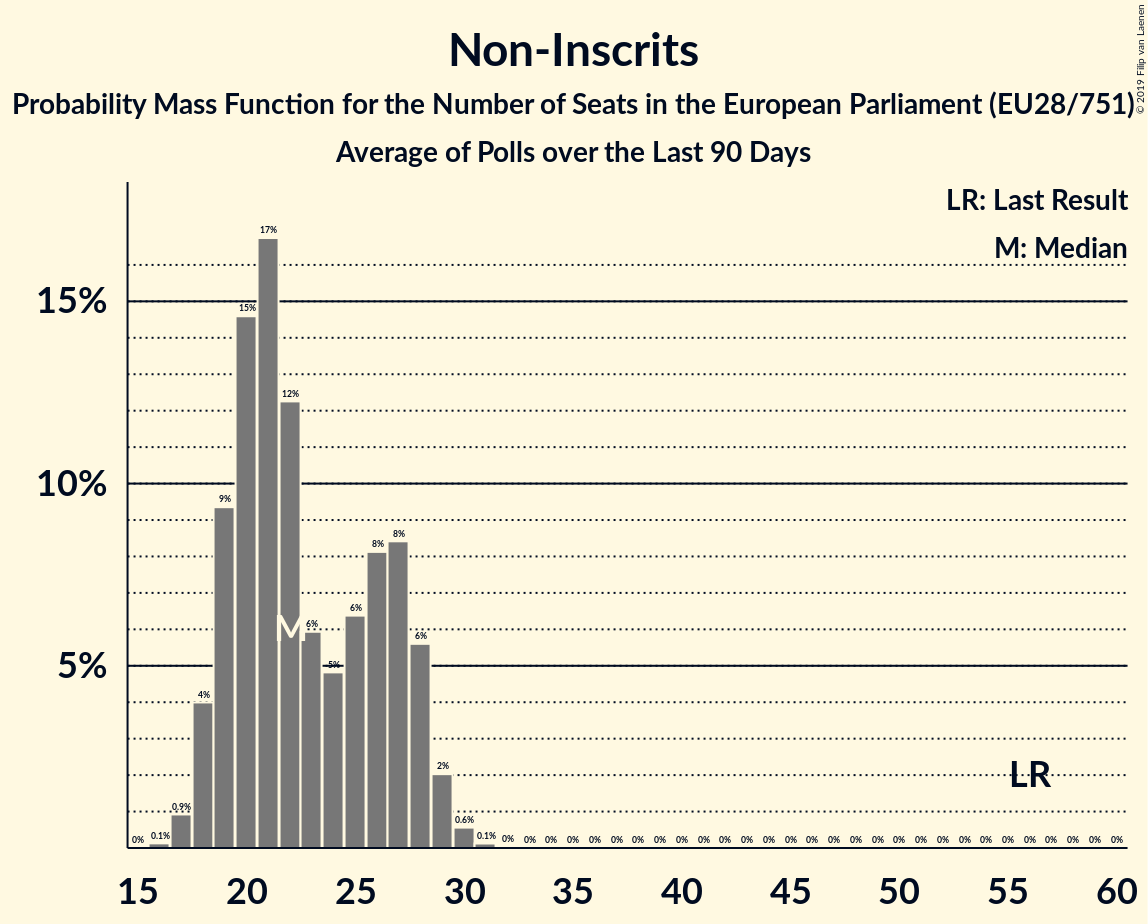 Non-Inscrits
Probability Mass Function for the Number of Seats in the European Parliament (EU28/751)
Average of Polls over the Last 90 Days
© 2019 Filip van Laenen
LR: Last Result
M: Median
17%
15%
15%
12%
10%
9%
8%
8%
6%
6%
6%
M
5%
5%
4%
2%
LR
0.9%
0.6%
0% 0.1% 0.1% 0% 0% 0% 0% 0% 0% 0% 0% 0% 0% 0% 0% 0% 0% 0% 0% 0% 0% 0% 0% 0% 0% 0% 0% 0% 0% 0%
15 20 25 30 35 40 45 50 55 60